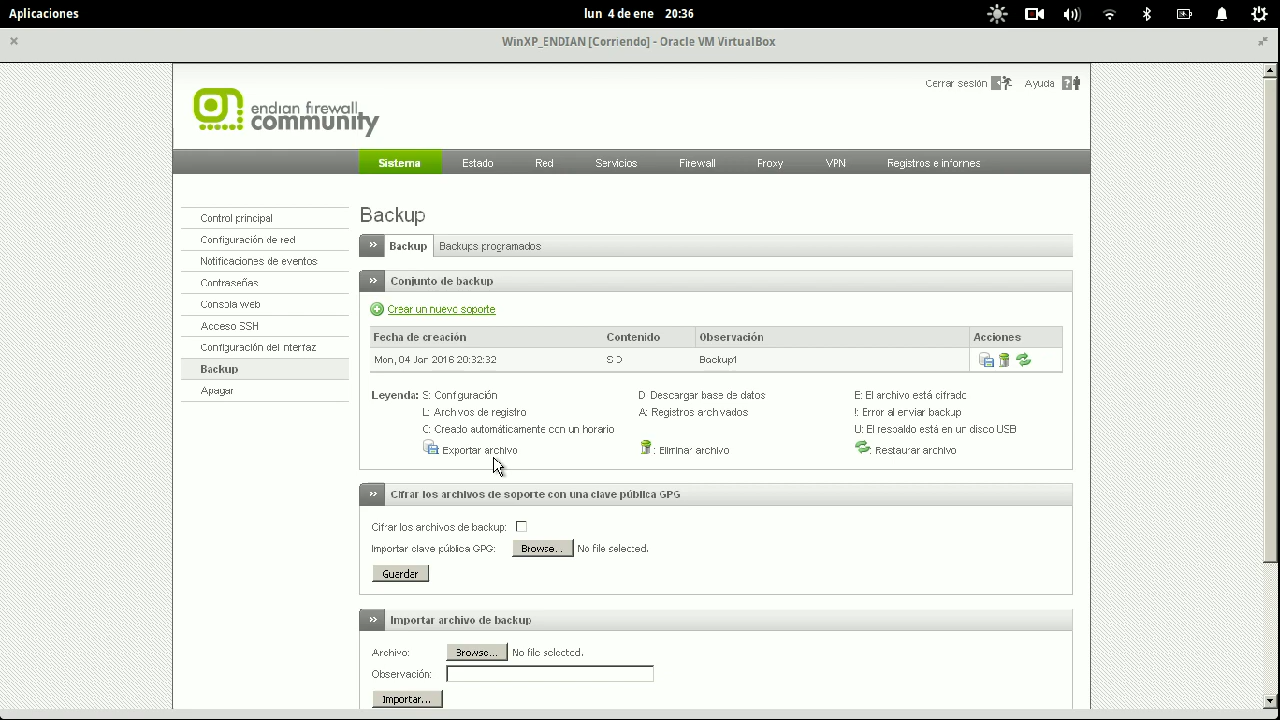 Aplicaciones
lun 4 de ene 20:36
WinXP_ENDIAN [Corriendo] - Oracle VM VirtualBox
Cerrar sesión
Ayuda
endian firewall
community
Sistema
Estado
Red
Servicios
Firewall
Proxy
VPN
Registros e informes
Control principal
Configuración de red
Notificaciones de eventos
Contraseñas
Consola web
Acceso SSH
Configuración del interfaz
Backup
Apagar
Backup
Backup
Backups programados
Conjunto de backup
Crear un nuevo soporte
Fecha de creación Contenido Observación Acciones
Mon, 04 Jan 2016 20:32:32 S D Backup1
Leyenda: S: Configuración D: Descargar base de datos E: El archivo está cifrado
L: Archivos de registro A: Registros archivados !: Error al enviar backup
C: Creado automáticamente con un horario U: El respaldo está en un disco USB
Exportar archivo : Eliminar archivo : Restaurar archivo
Cifrar los archivos de soporte con una clave pública GPG
Cifrar los archivos de backup:
Importar clave pública GPG: Browse... No file selected.
Guardar
Importar archivo de backup
Archivo: Browse... No file selected.
Observación:
Importar...